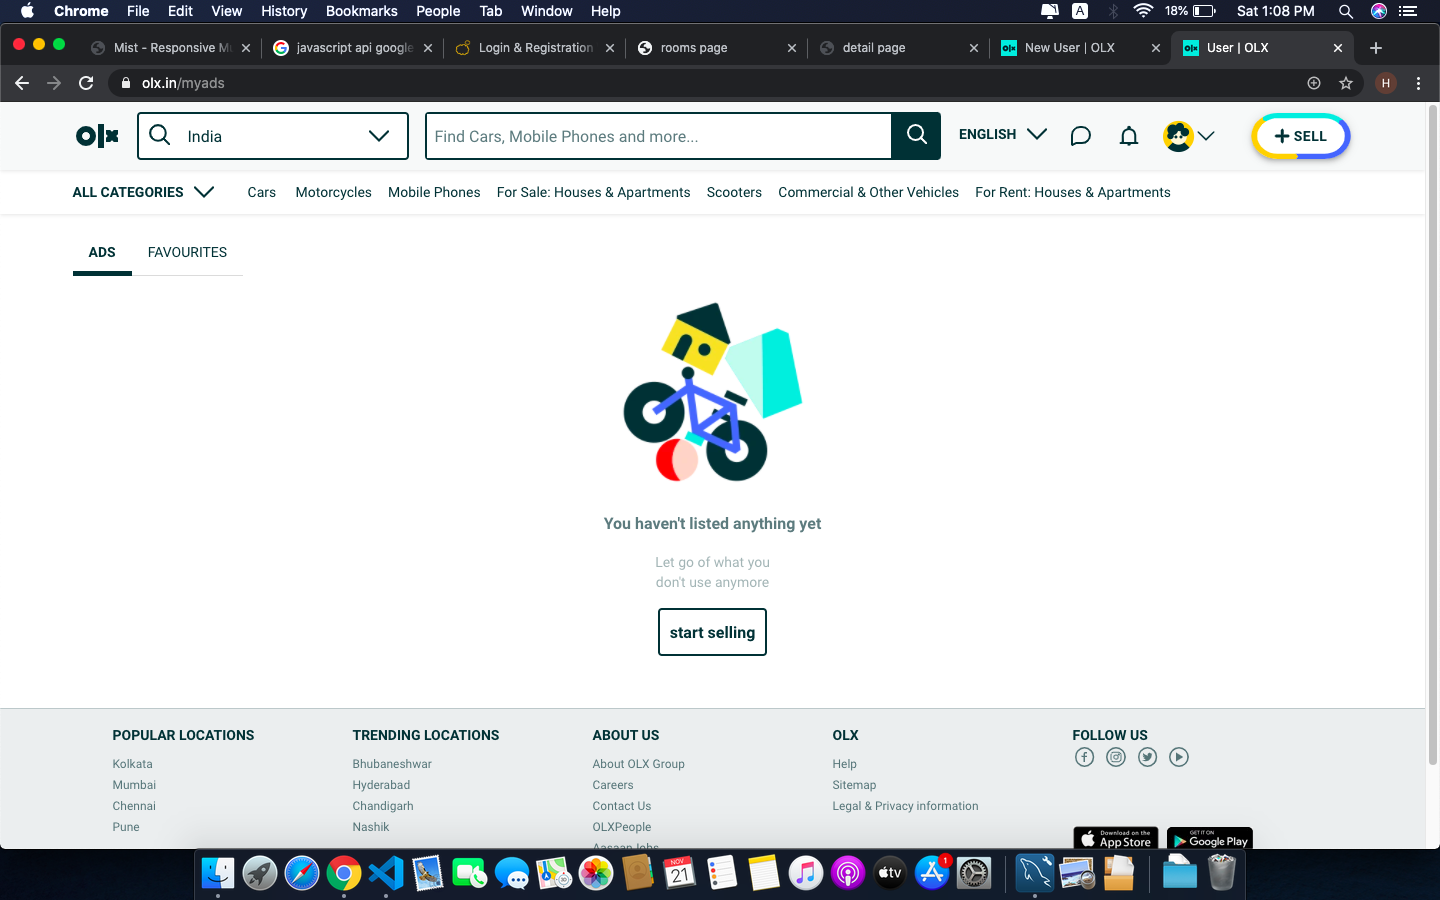 Chrome File Edit View History Bookmarks People Tab Window Help A 18% Sat 1:08 PM
Mist - Responsive M javascript api google Login & Registration rooms page detail page New User | OLX User | OLX
olx.in/myads H
olx India Find Cars, Mobile Phones and more... ENGLISH SELL
ALL CATEGORIES Cars Motorcycles Mobile Phones For Sale: Houses & Apartments Scooters Commercial & Other Vehicles For Rent: Houses & Apartments
ADS FAVOURITES
You haven't listed anything yet
Let go of what you
don't use anymore
start selling
POPULAR LOCATIONS TRENDING LOCATIONS ABOUT US OLX FOLLOW US
Kolkata Bhubaneshwar About OLX Group Help
Mumbai Hyderabad Careers Sitemap
Chennai Chandigarh Contact Us Legal & Privacy information
Pune Nashik OLXPeople
Aasaan Jobs
Download on the App Store GET IT ON Google Play
NOV 21 tv 1